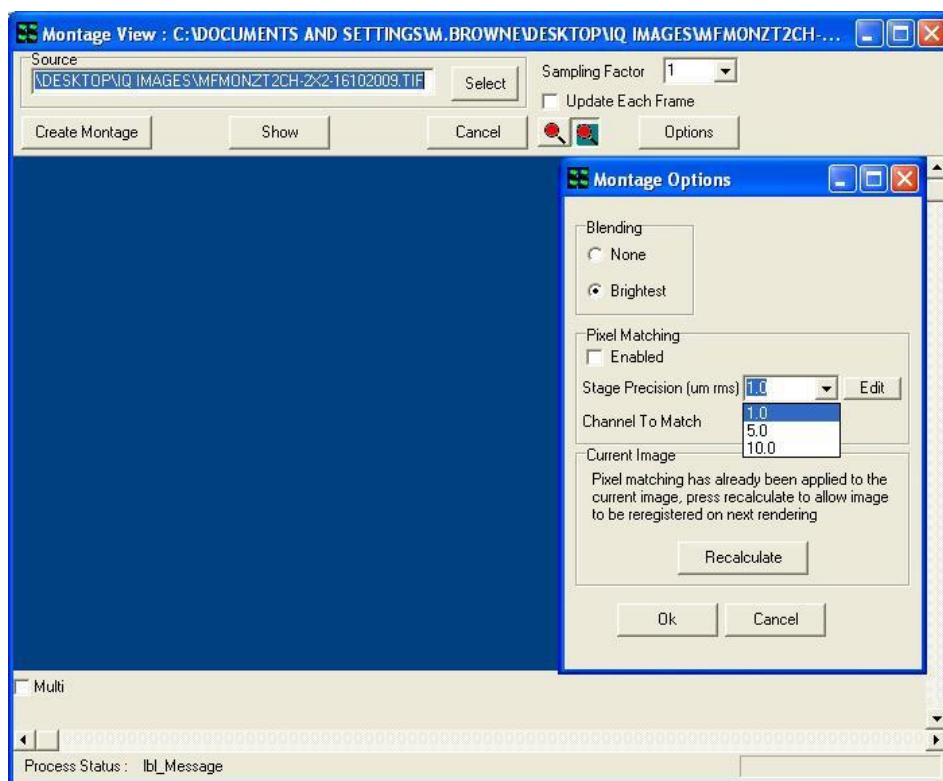 Montage View : C:\DOCUMENTS AND SETTINGS\M.BROWNE\DESKTOP\IQ IMAGES\MFMONZT2CH-...
Source
\DESKTOP\IQ IMAGES\MFMONZT2CH-2X2-16102009.TIF
Select
Sampling Factor 1
Update Each Frame
Create Montage
Show
Cancel
Options
Montage Options
Blending
None
Brightest
Pixel Matching
Enabled
Stage Precision (um rms) 1.0 Edit
1.0
5.0
10.0
Channel To Match
Current Image
Pixel matching has already been applied to the
current image, press recalculate to allow image
to be reregistered on next rendering
Recalculate
Ok
Cancel
Multi
Process Status : lbl_Message